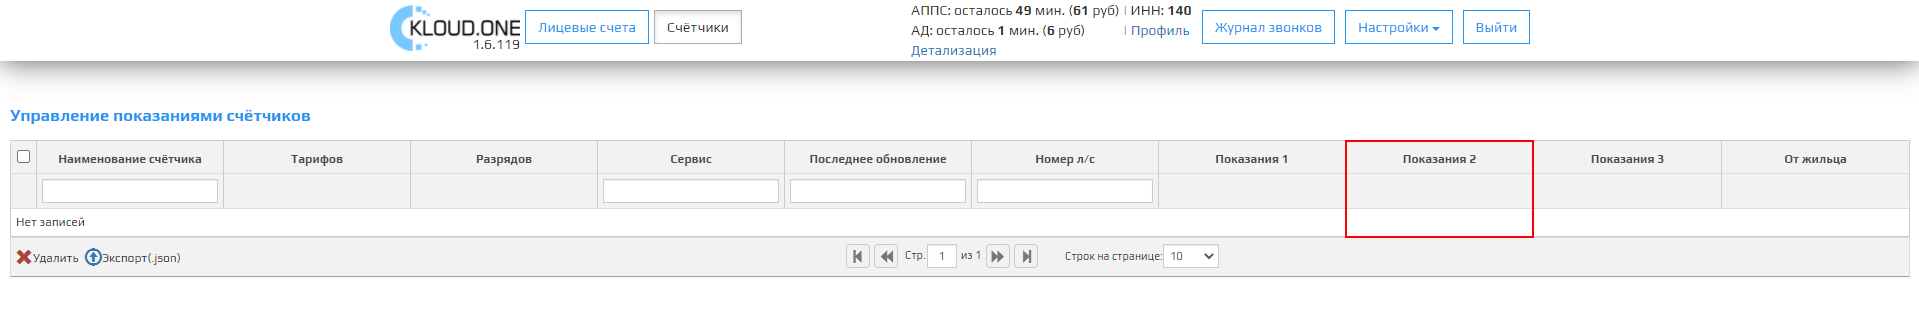 KLOUD.ONE
1.6.119
Лицевые счета
Счётчики
АППС: осталось 49 мин. (61 руб) | ИНН: 140
АД: осталось 1 мин. (6 руб) | Профиль
Детализация
Журнал звонков
Настройки
Выйти
Управление показаниями счётчиков
Наименование счётчика Тарифов Разрядов Сервис Последнее обновление Номер л/с Показания 1 Показания 2 Показания 3 От жильца
Нет записей
Удалить Экспорт(.json) Стр. 1 из 1 Строк на странице: 10